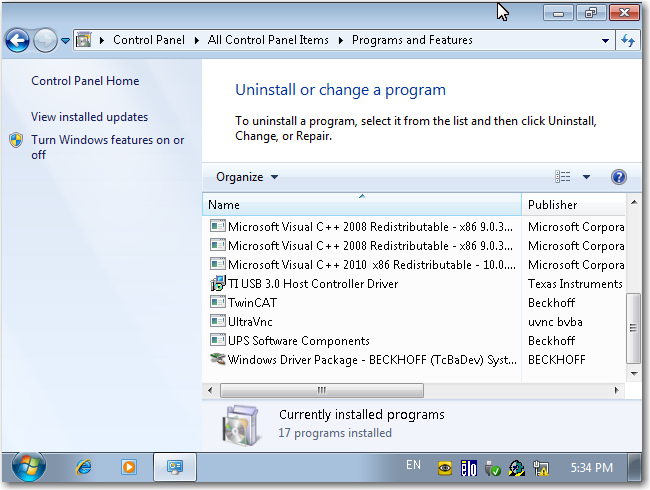 Control Panel ▸ All Control Panel Items ▸ Programs and Features
Control Panel Home
View installed updates
Turn Windows features on or
off
Uninstall or change a program
To uninstall a program, select it from the list and then click Uninstall,
Change, or Repair.
Organize
Name Publisher
Microsoft Visual C++ 2008 Redistributable - x86 9.0.3... Microsoft Corpora
Microsoft Visual C++ 2008 Redistributable - x86 9.0.3... Microsoft Corpora
Microsoft Visual C++ 2010 x86 Redistributable - 10.0.... Microsoft Corpora
TI USB 3.0 Host Controller Driver Texas Instruments
TwinCAT Beckhoff
UltraVnc uvnc bvba
UPS Software Components Beckhoff
Windows Driver Package - BECKHOFF (TcBaDev) Syst... BECKHOFF
Currently installed programs
17 programs installed
EN 5:34 PM